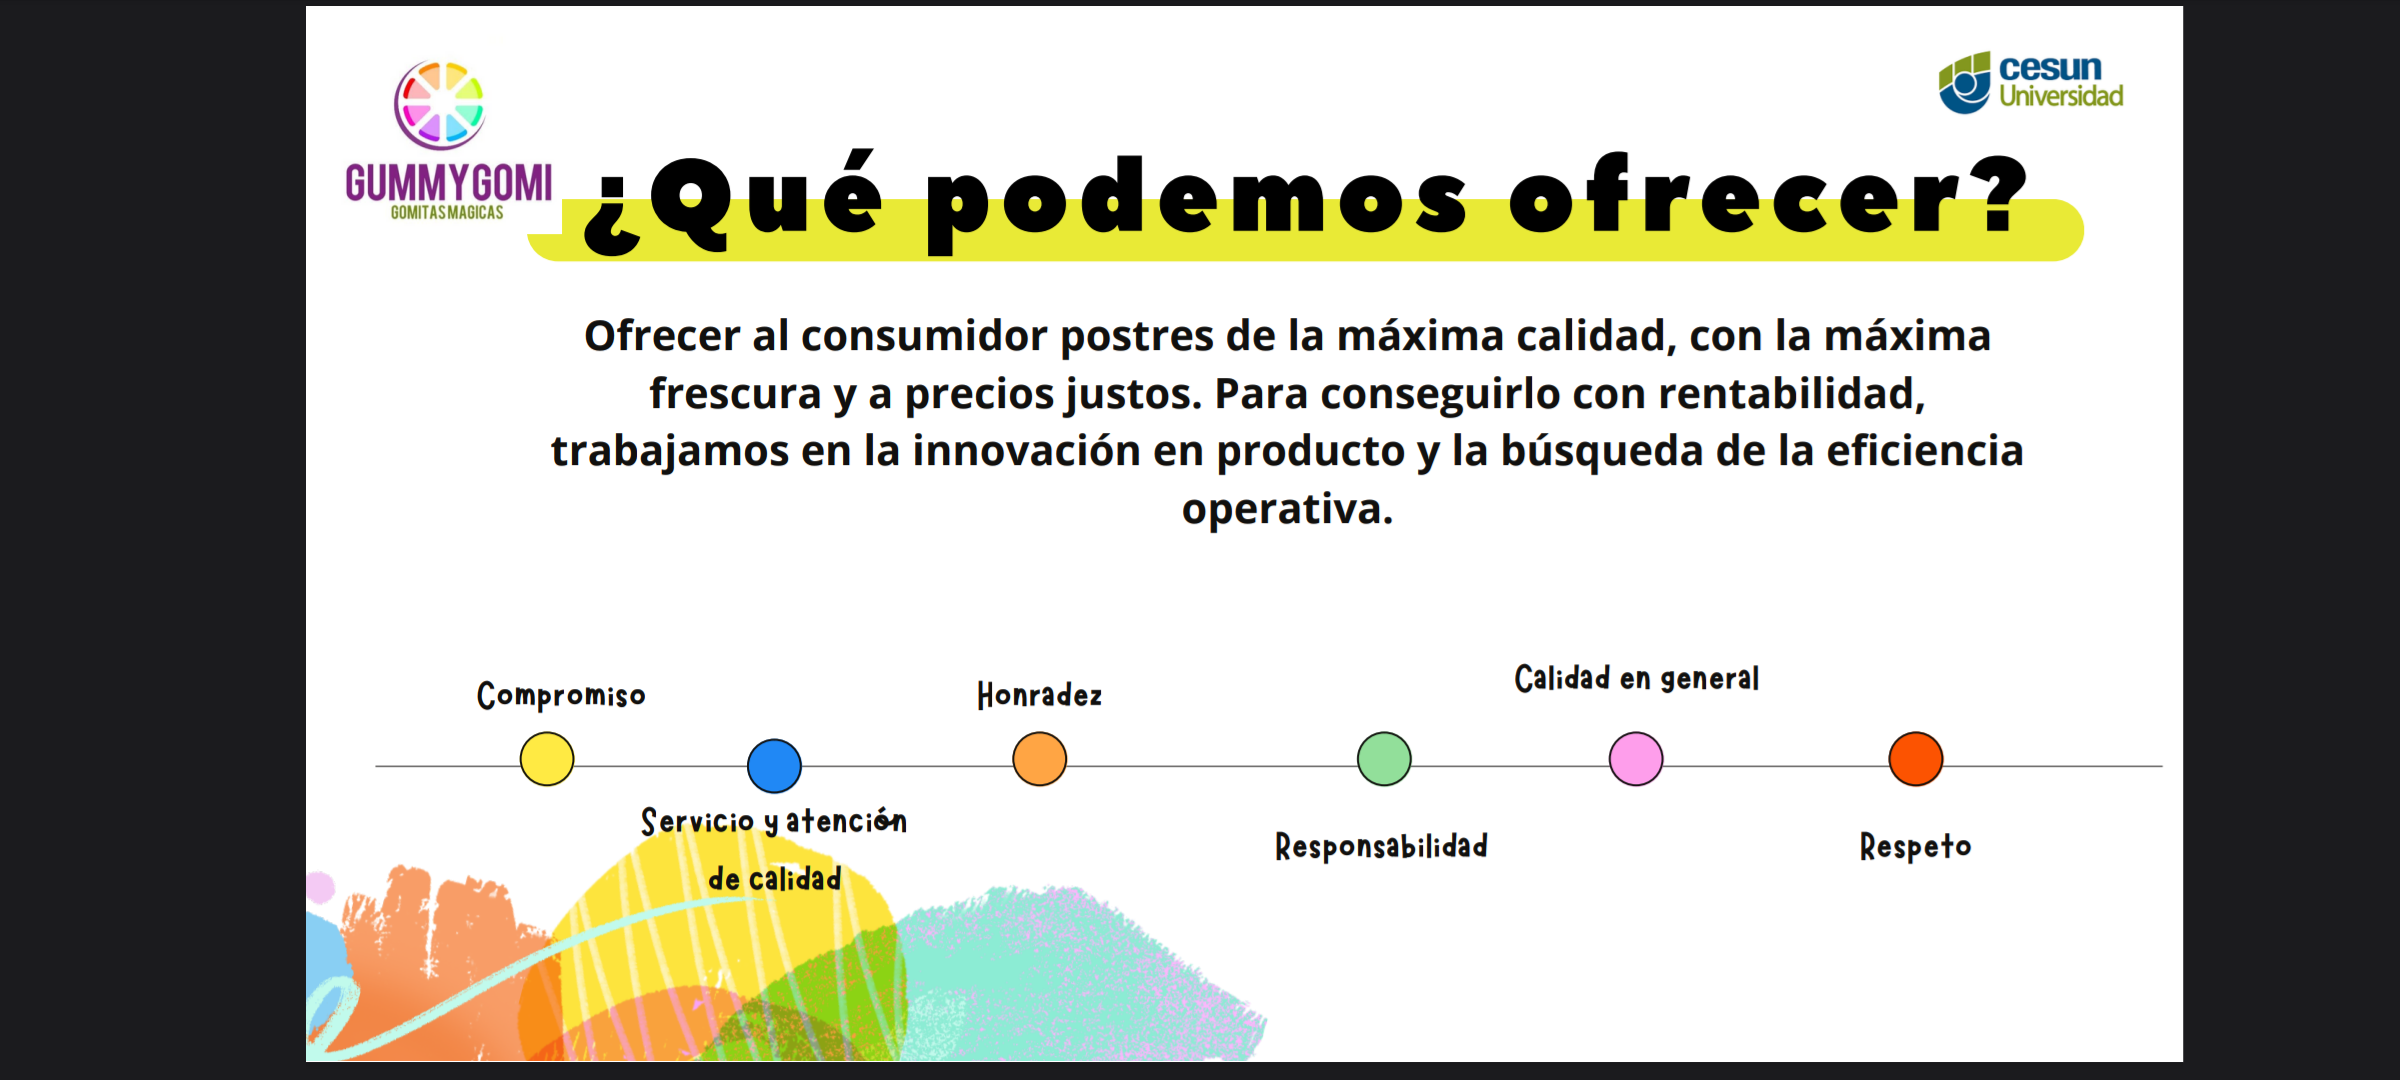 GUMMYGOMI
GOMITAS MAGICAS
cesun
Universidad
¿Qué podemos ofrecer?
Ofrecer al consumidor postres de la máxima calidad, con la máxima
frescura y a precios justos. Para conseguirlo con rentabilidad,
trabajamos en la innovación en producto y la búsqueda de la eficiencia
operativa.
Compromiso
Servicio y atención
de calidad
Honradez
Responsabilidad
Calidad en general
Respeto